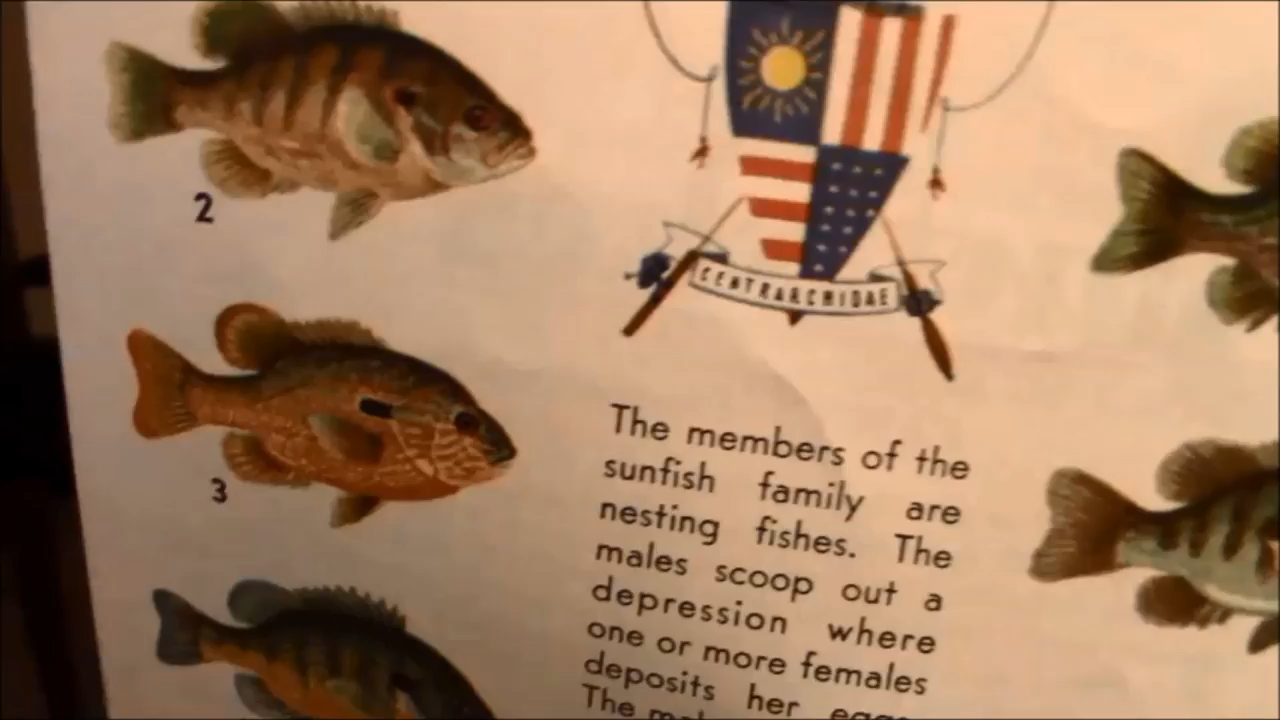 2
CENTRARCHIDAE
3
The members of the
sunfish family are
nesting fishes. The
males scoop out a
depression where
one or more females
deposits her
The